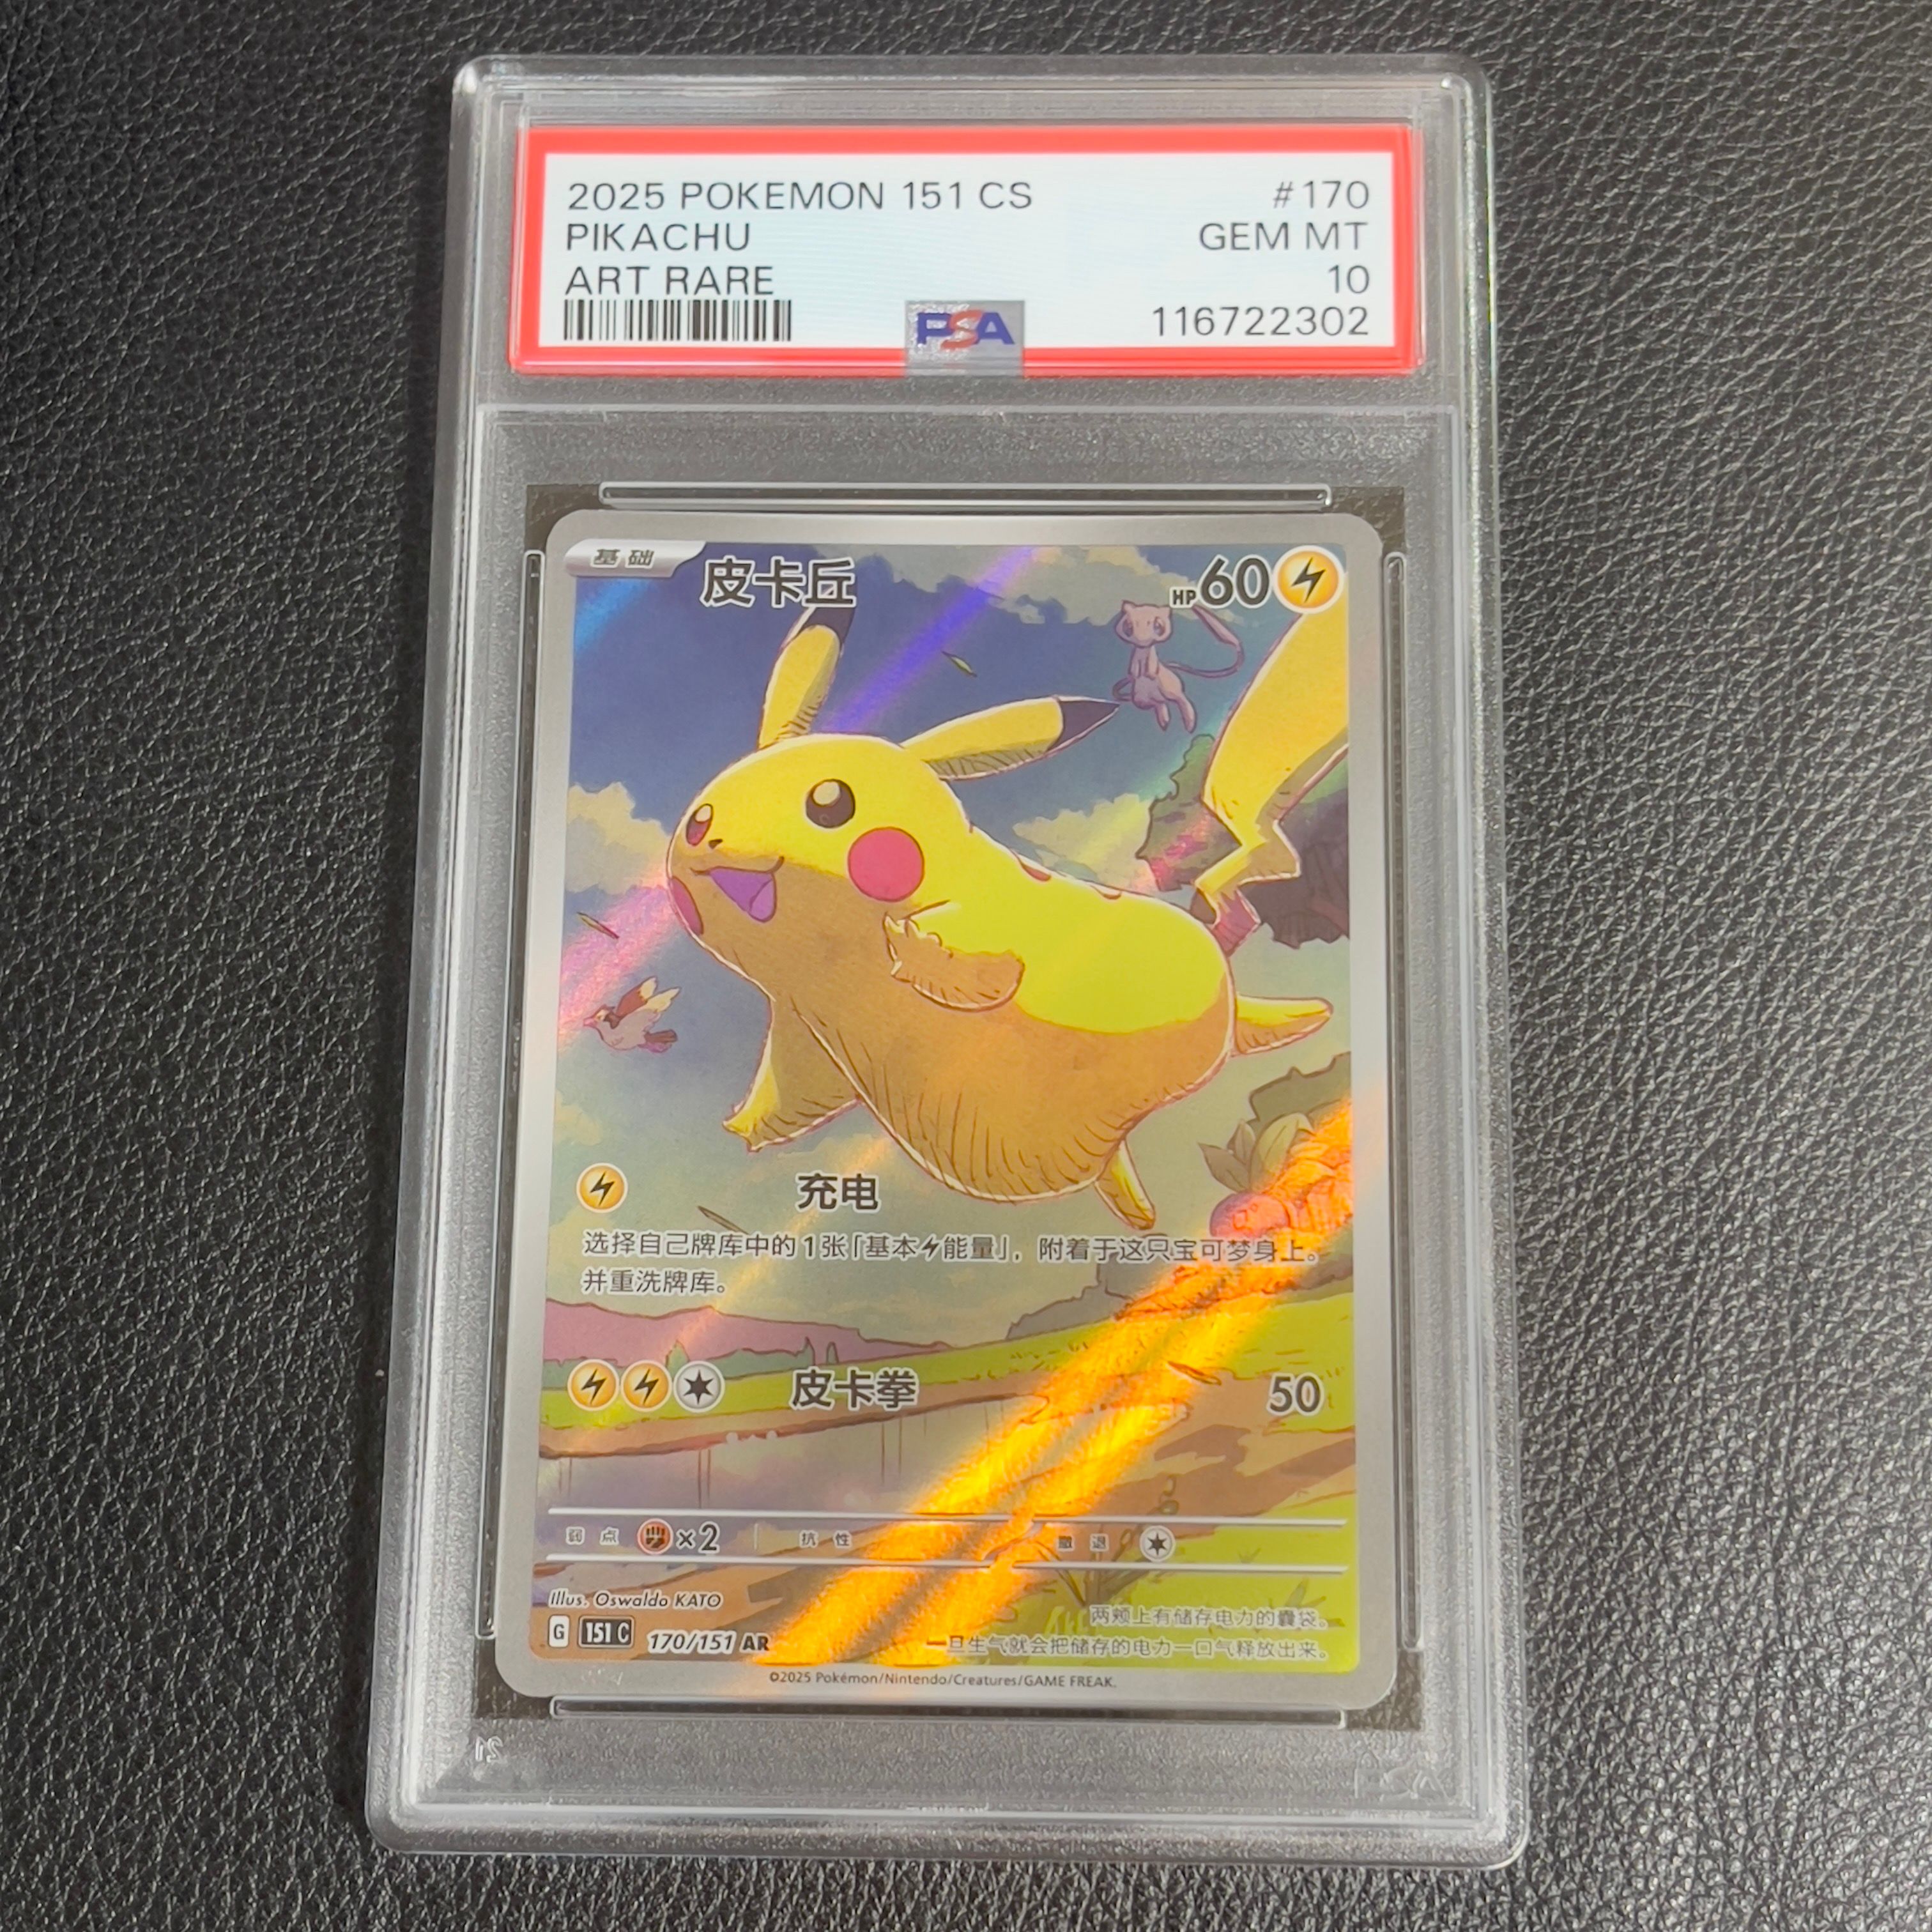 2025 POKEMON 151 CS #170
PIKACHU GEM MT
ART RARE 10
PSA 116722302
基础 皮卡丘 HP60
充电
选择自己牌库中的1张「基本能量」，附着于这只宝可梦身上。
并重洗牌库。
皮卡拳 50
弱点 ×2 抗性 撤退
Illus. Oswaldo KATO
两颊上有储存电力的囊袋。
G 151 C 170/151 AR 一旦生气就会把储存的电力一口气释放出来。
©2025 Pokémon/Nintendo/Creatures/GAME FREAK.